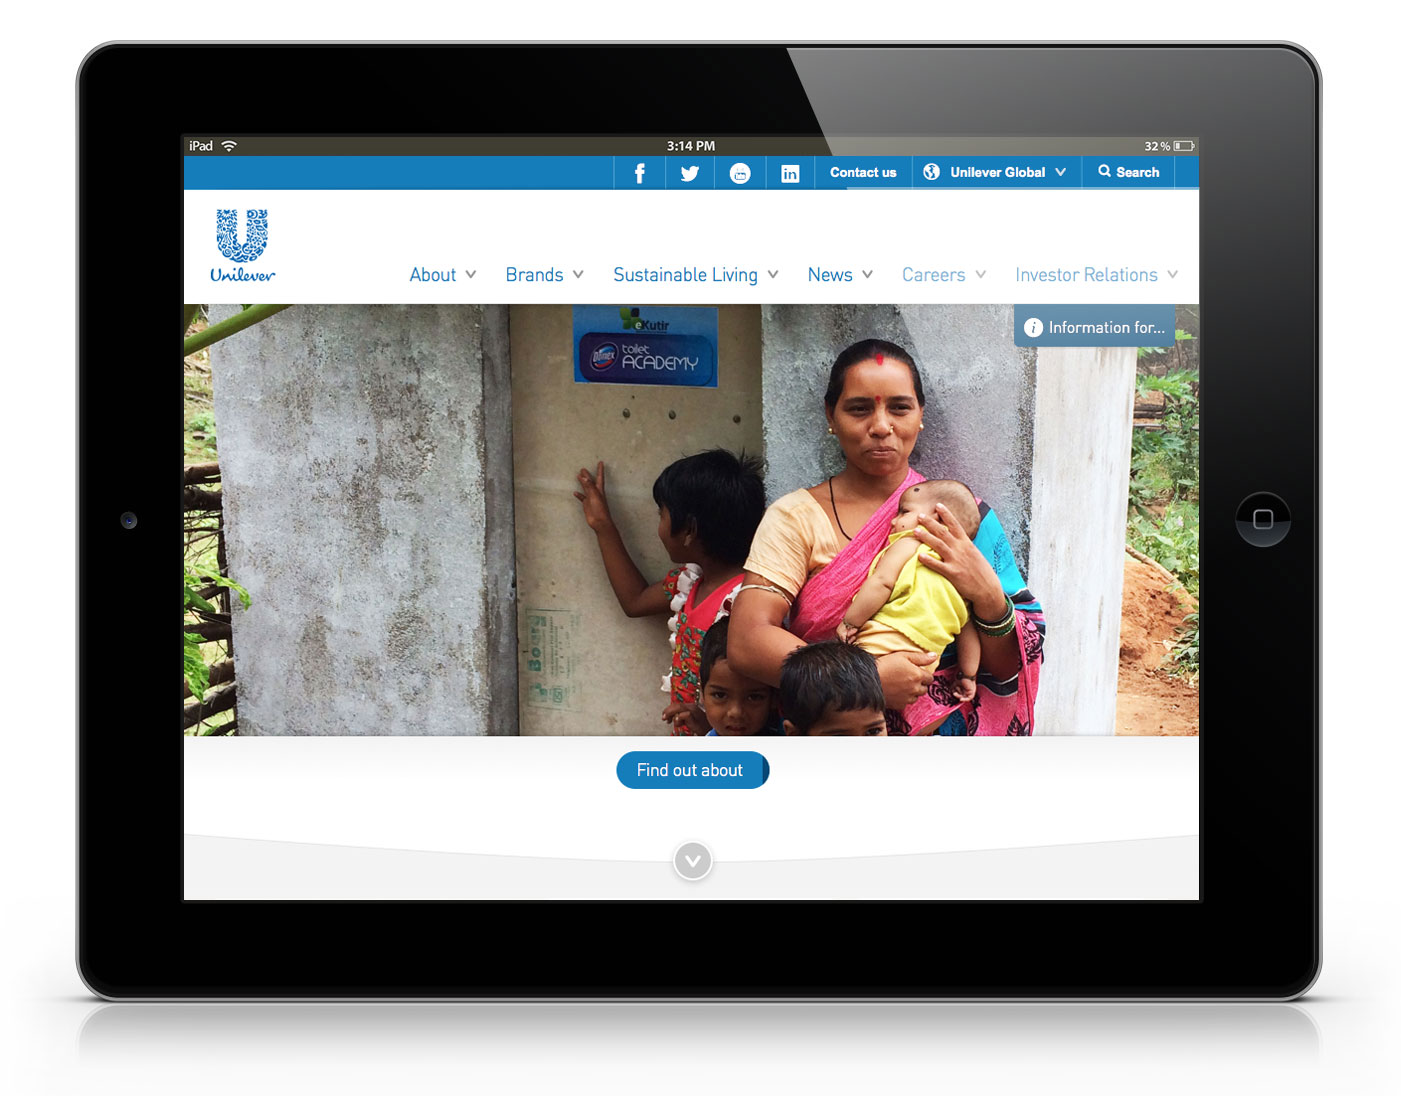 iPad
3:14 PM
32%
Contact us
Unilever Global
Search
Unilever
About
Brands
Sustainable Living
News
Careers
Investor Relations
i Information for...
eKutir
Domex
toilet
ACADEMY
Board
Find out about